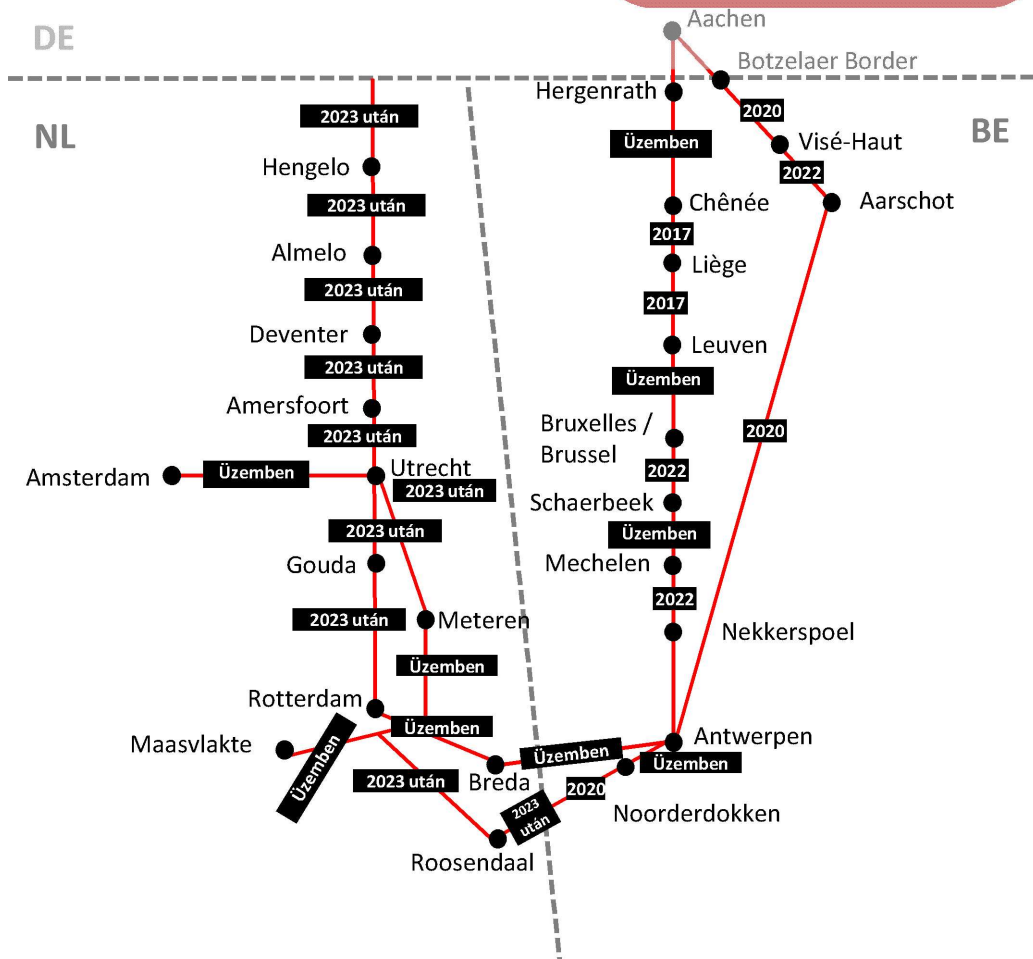 Aachen
DE
Botzelaer Border
Hergenrath
2023 után
2020
NL
BE
Üzemben
Visé-Haut
Hengelo
2022
2023 után
Chênée
Aarschot
2017
Almelo
Liège
2023 után
2017
Deventer
Leuven
2023 után
Üzemben
Amersfoort
Bruxelles /
Brussel
2023 után
2020
Amsterdam
Üzemben
Utrecht
2023 után
2022
Schaerbeek
2023 után
Üzemben
Gouda
Mechelen
2022
2023 után
Meteren
Nekkerspoel
Üzemben
Rotterdam
Üzemben
Maasvlakte
Üzemben
Antwerpen
Üzemben
Üzemben
Breda
2023 után
2020
Noorderdokken
2023
után
Roosendaal